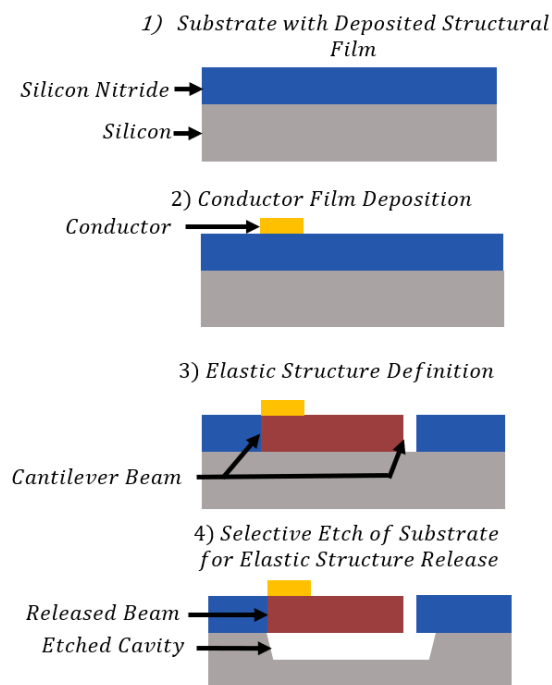 1) Substrate with Deposited Structural
Film
Silicon Nitride
Silicon
2) Conductor Film Deposition
Conductor
3) Elastic Structure Definition
Cantilever Beam
4) Selective Etch of Substrate
for Elastic Structure Release
Released Beam
Etched Cavity